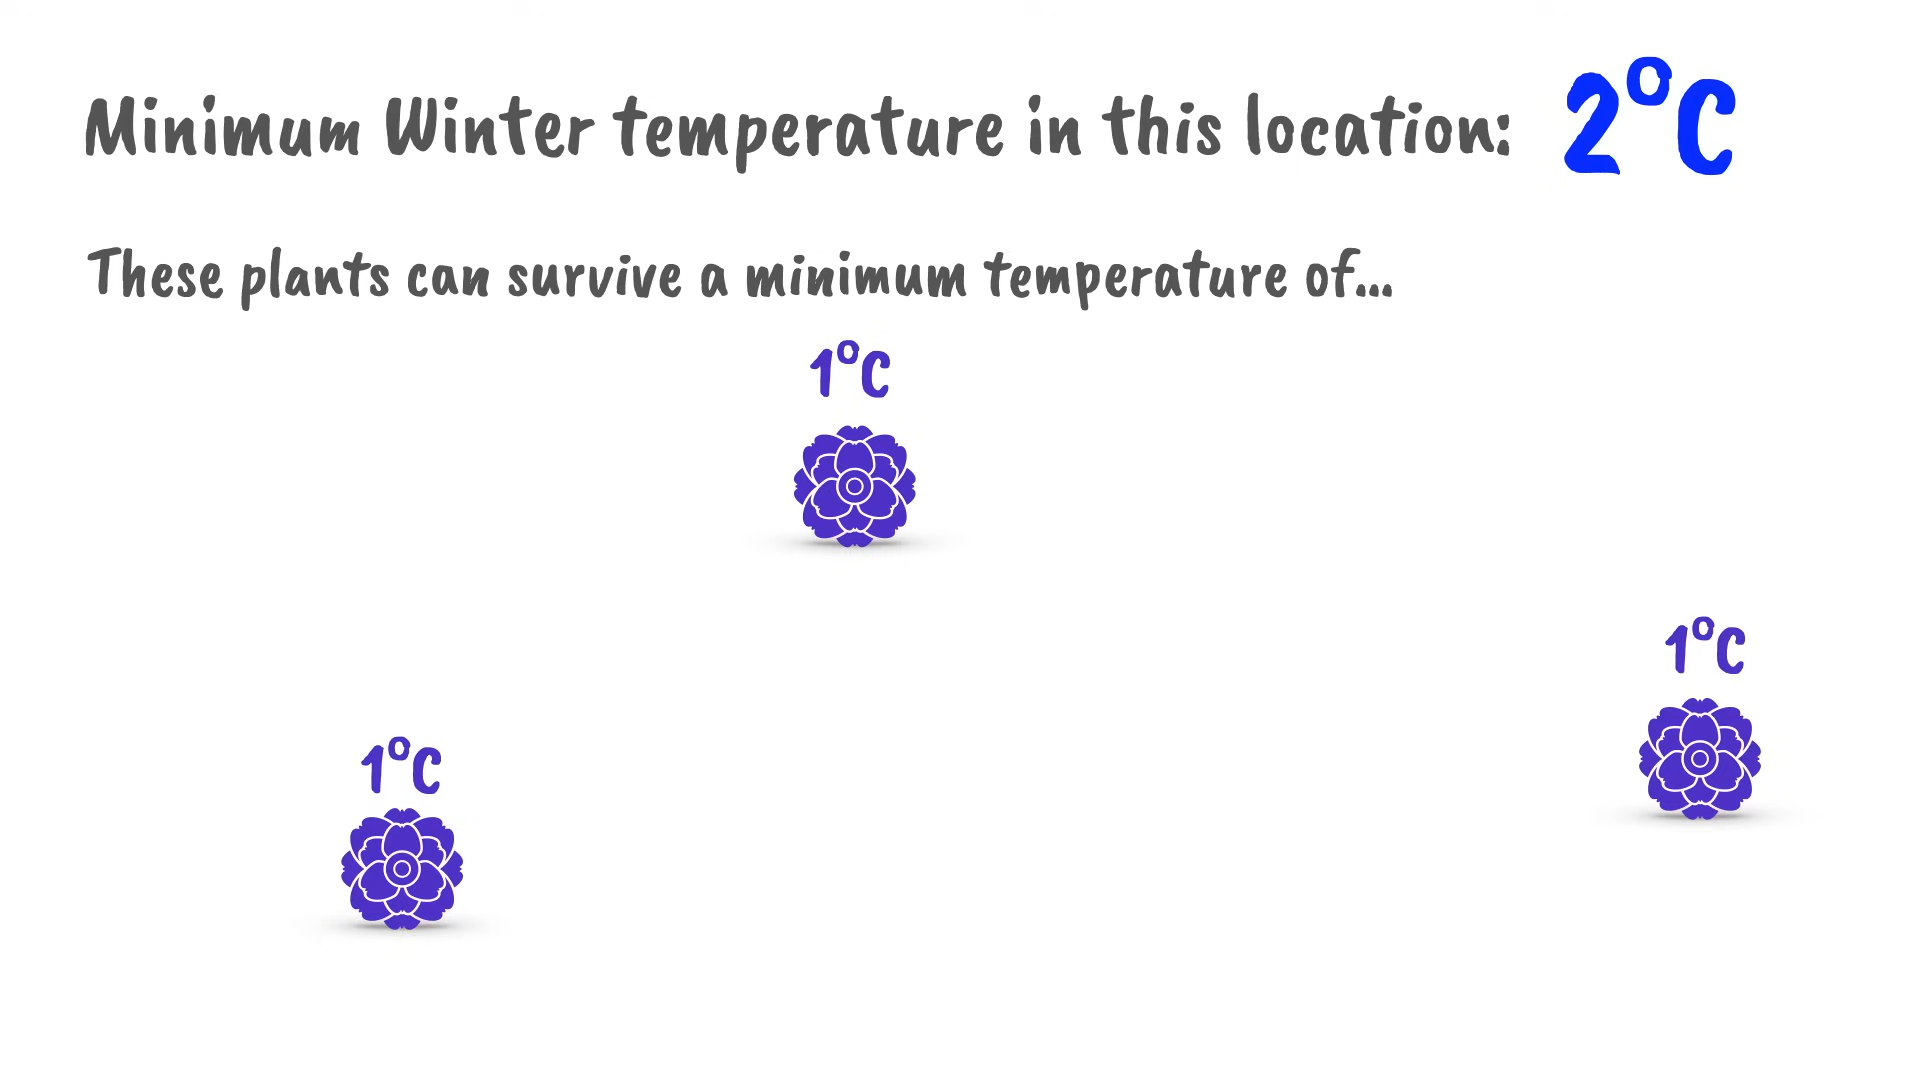 Minimum Winter temperature in this location: 2°C
These plants can survive a minimum temperature of...
1°C
1°C
1°C